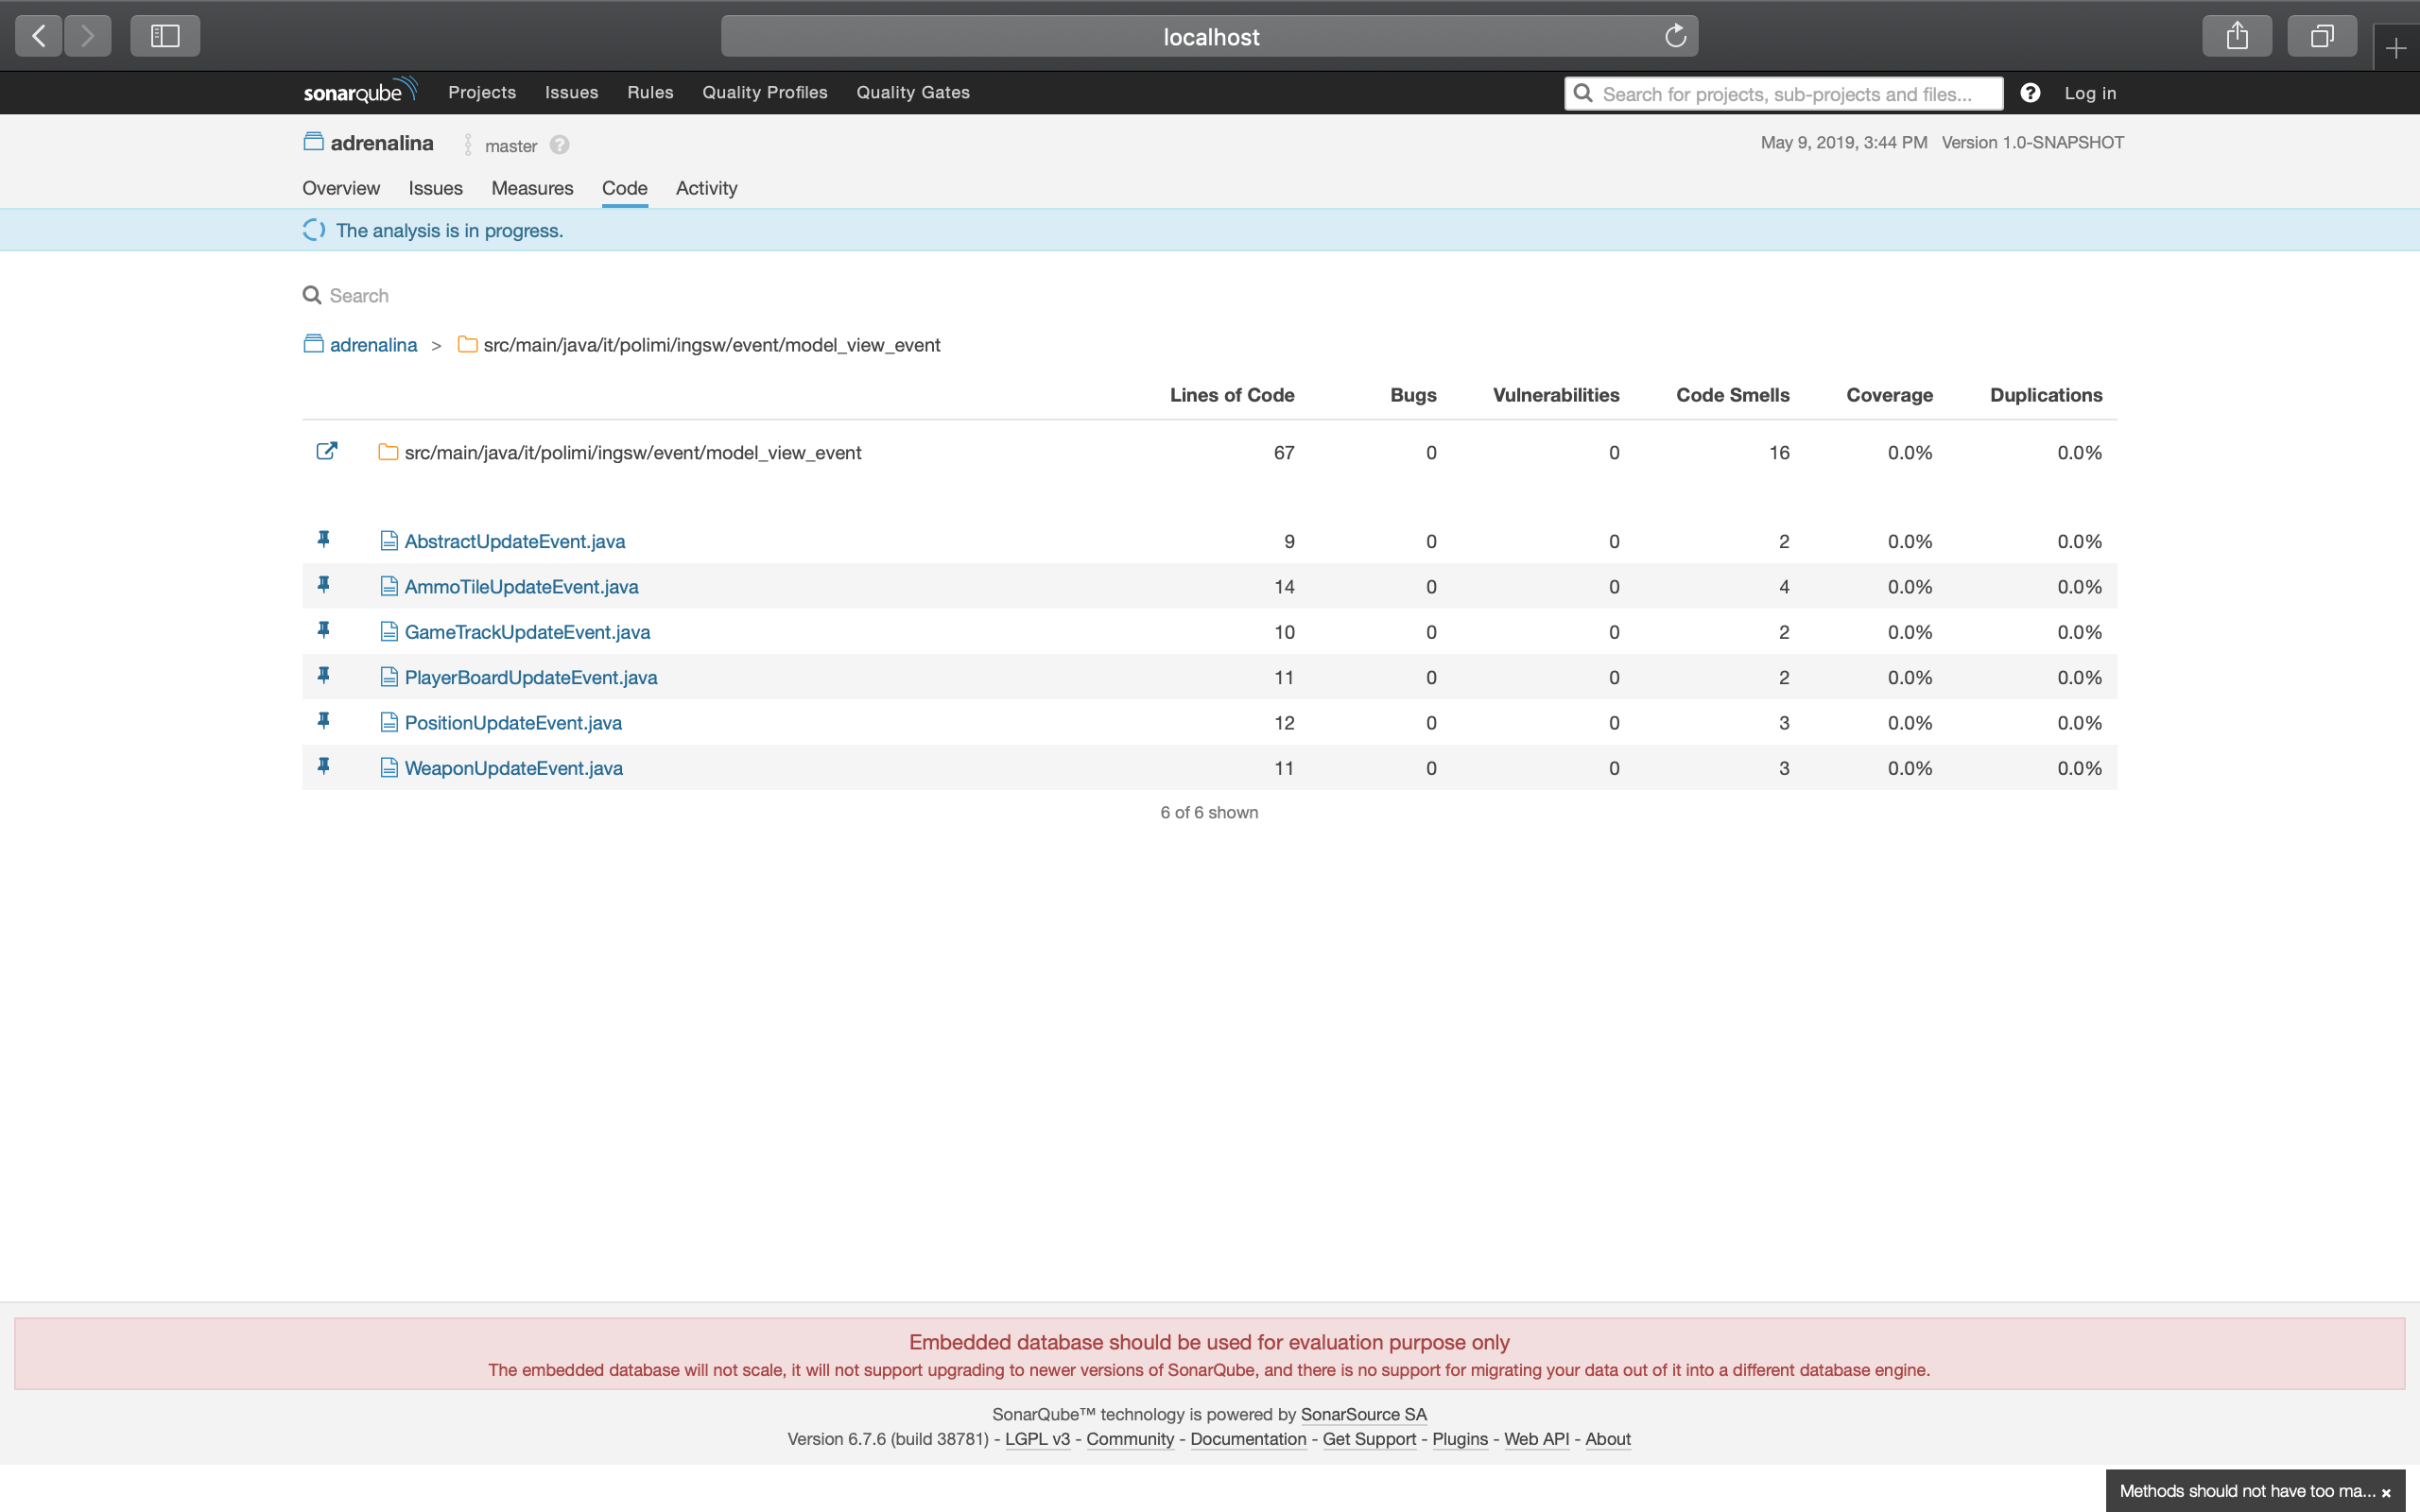 localhost
sonarqube Projects Issues Rules Quality Profiles Quality Gates Search for projects, sub-projects and files... Log in
adrenalina master May 9, 2019, 3:44 PM Version 1.0-SNAPSHOT
Overview Issues Measures Code Activity
The analysis is in progress.
Search
adrenalina > src/main/java/it/polimi/ingsw/event/model_view_event
Lines of Code Bugs Vulnerabilities Code Smells Coverage Duplications
src/main/java/it/polimi/ingsw/event/model_view_event 67 0 0 16 0.0% 0.0%
AbstractUpdateEvent.java 9 0 0 2 0.0% 0.0%
AmmoTileUpdateEvent.java 14 0 0 4 0.0% 0.0%
GameTrackUpdateEvent.java 10 0 0 2 0.0% 0.0%
PlayerBoardUpdateEvent.java 11 0 0 2 0.0% 0.0%
PositionUpdateEvent.java 12 0 0 3 0.0% 0.0%
WeaponUpdateEvent.java 11 0 0 3 0.0% 0.0%
6 of 6 shown
Embedded database should be used for evaluation purpose only
The embedded database will not scale, it will not support upgrading to newer versions of SonarQube, and there is no support for migrating your data out of it into a different database engine.
SonarQube™ technology is powered by SonarSource SA
Version 6.7.6 (build 38781) - LGPL v3 - Community - Documentation - Get Support - Plugins - Web API - About
Methods should not have too ma... ×